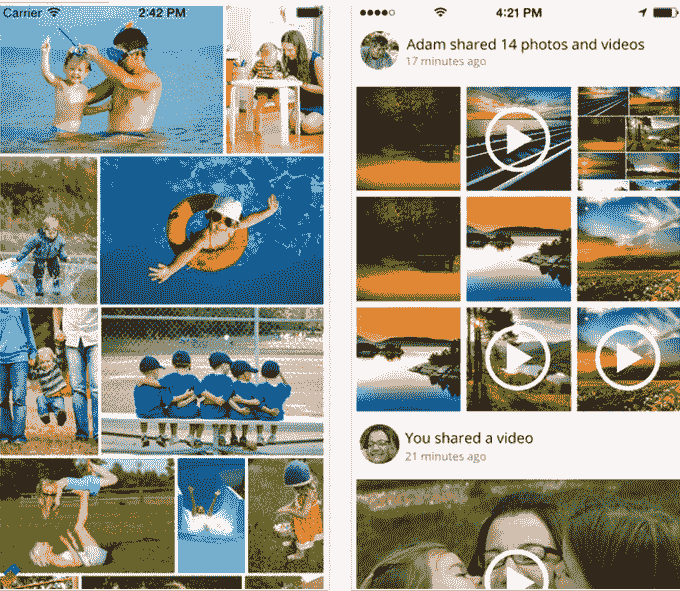 Carrier 2:42 PM
4:21 PM
Adam shared 14 photos and videos
17 minutes ago
You shared a video
21 minutes ago